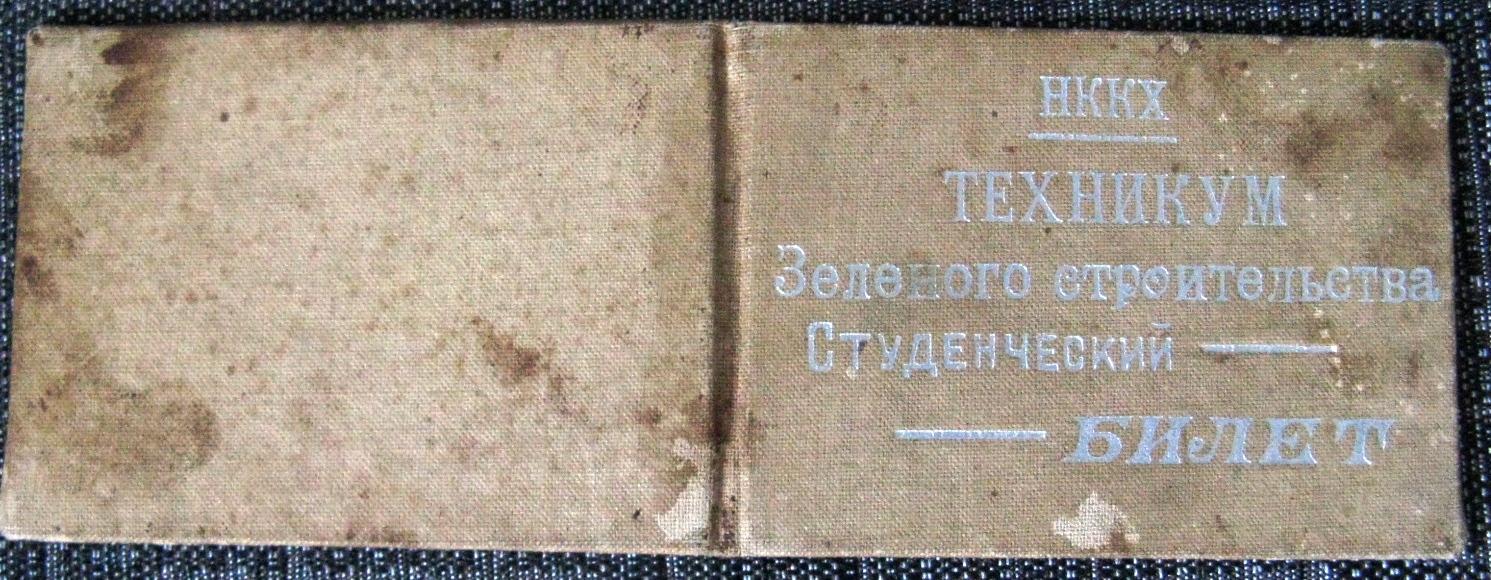 НККХ
ТЕХНИКУМ
Зеленого строительства
Студенческий —
— БИЛЕТ